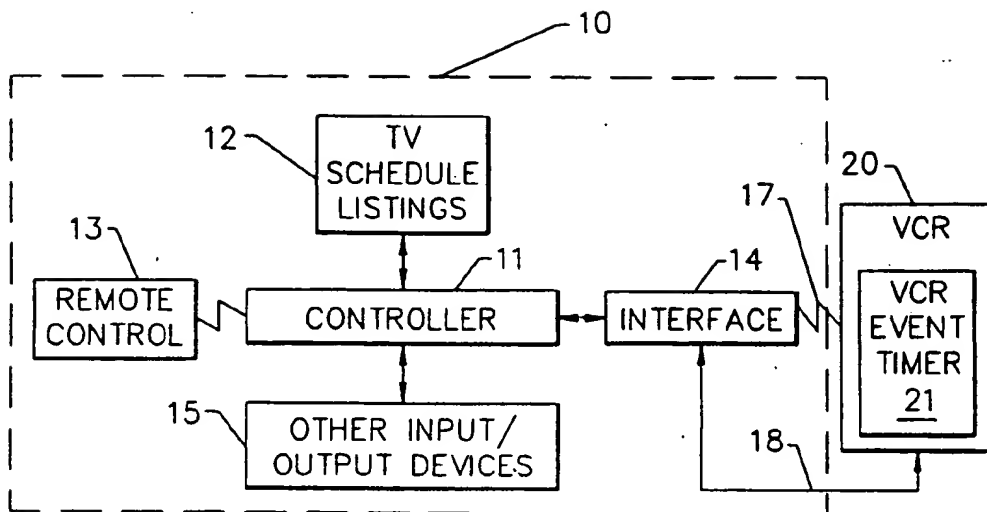 10
12
TV
SCHEDULE
LISTINGS
13
REMOTE
CONTROL
11
CONTROLLER
14
INTERFACE
17
20
VCR
VCR
EVENT
TIMER
21
15
OTHER INPUT/
OUTPUT DEVICES
18